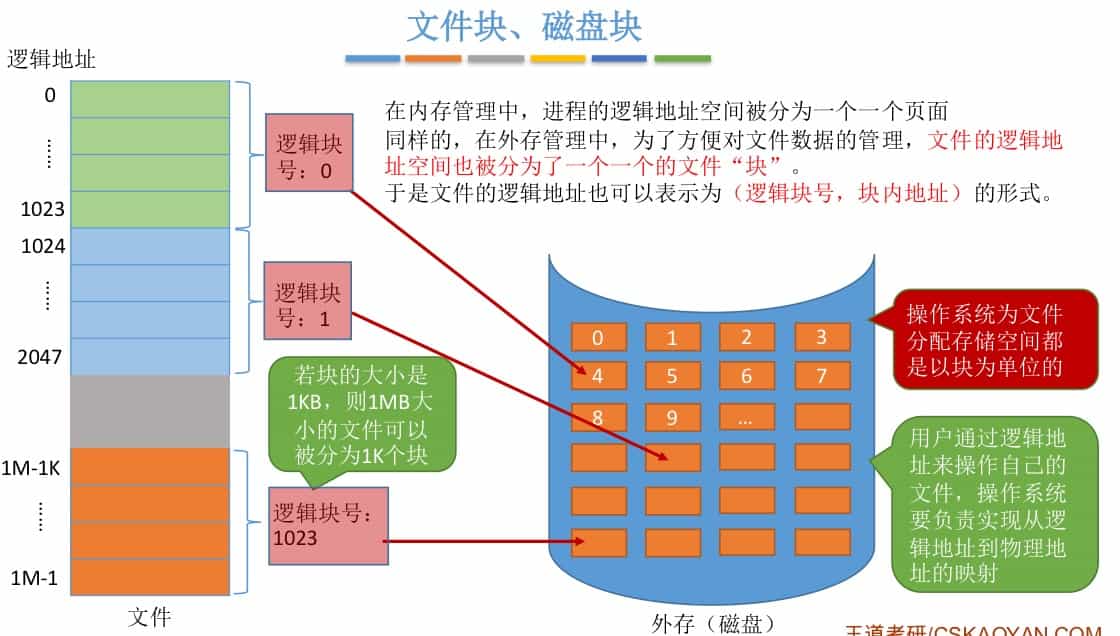 文件块、磁盘块
逻辑地址
0
……
1023
1024
……
2047
1M-1K
……
1M-1
文件
逻辑块
号：0
逻辑块
号：1
若块的大小是
1KB，则1MB大
小的文件可以
被分为1K个块
逻辑块号：
1023
在内存管理中，进程的逻辑地址空间被分为一个一个页面
同样的，在外存管理中，为了方便对文件数据的管理，文件的逻辑地
址空间也被分为了一个一个的文件“块”。
于是文件的逻辑地址也可以表示为（逻辑块号，块内地址）的形式。
0 1 2 3
4 5 6 7
8 9 …
外存（磁盘）
操作系统为文件
分配存储空间都
是以块为单位的
用户通过逻辑地
址来操作自己的
文件，操作系统
要负责实现从逻
辑地址到物理地
址的映射
王道考研/CSKAOYAN.COM